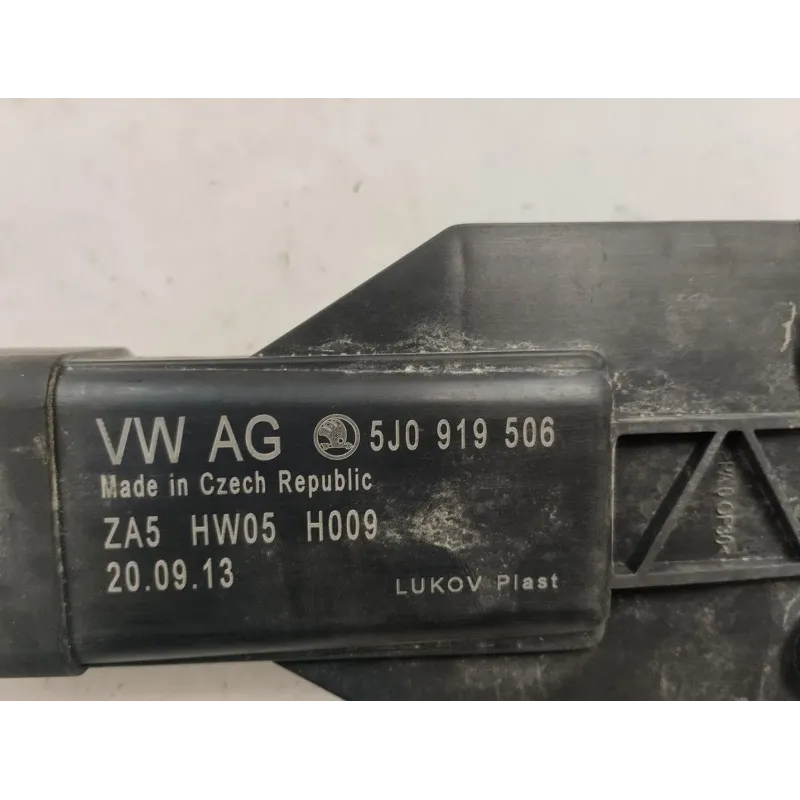 VW AG 5J0 919 506
Made in Czech Republic
ZA5 HW05 H009
20.09.13
LUKOV Plast